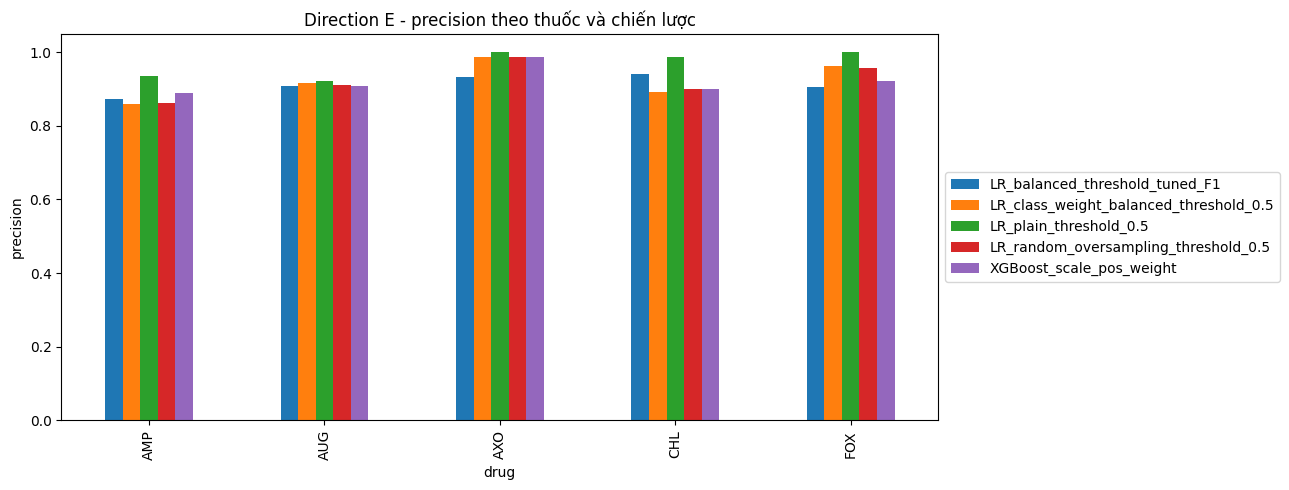 Direction E - precision theo thuốc và chiến lược
precision
1.0
0.8
0.6
0.4
0.2
0.0
AMP
AUG
AXO
CHL
FOX
drug
LR_balanced_threshold_tuned_F1
LR_class_weight_balanced_threshold_0.5
LR_plain_threshold_0.5
LR_random_oversampling_threshold_0.5
XGBoost_scale_pos_weight